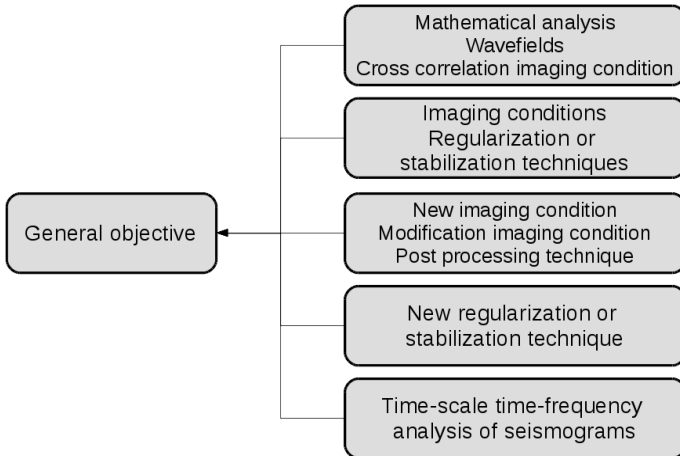 Mathematical analysis
Wavefields
Cross correlation imaging condition
Imaging conditions
Regularization or
stabilization techniques
General objective
New imaging condition
Modification imaging condition
Post processing technique
New regularization or
stabilization technique
Time-scale time-frequency
analysis of seismograms